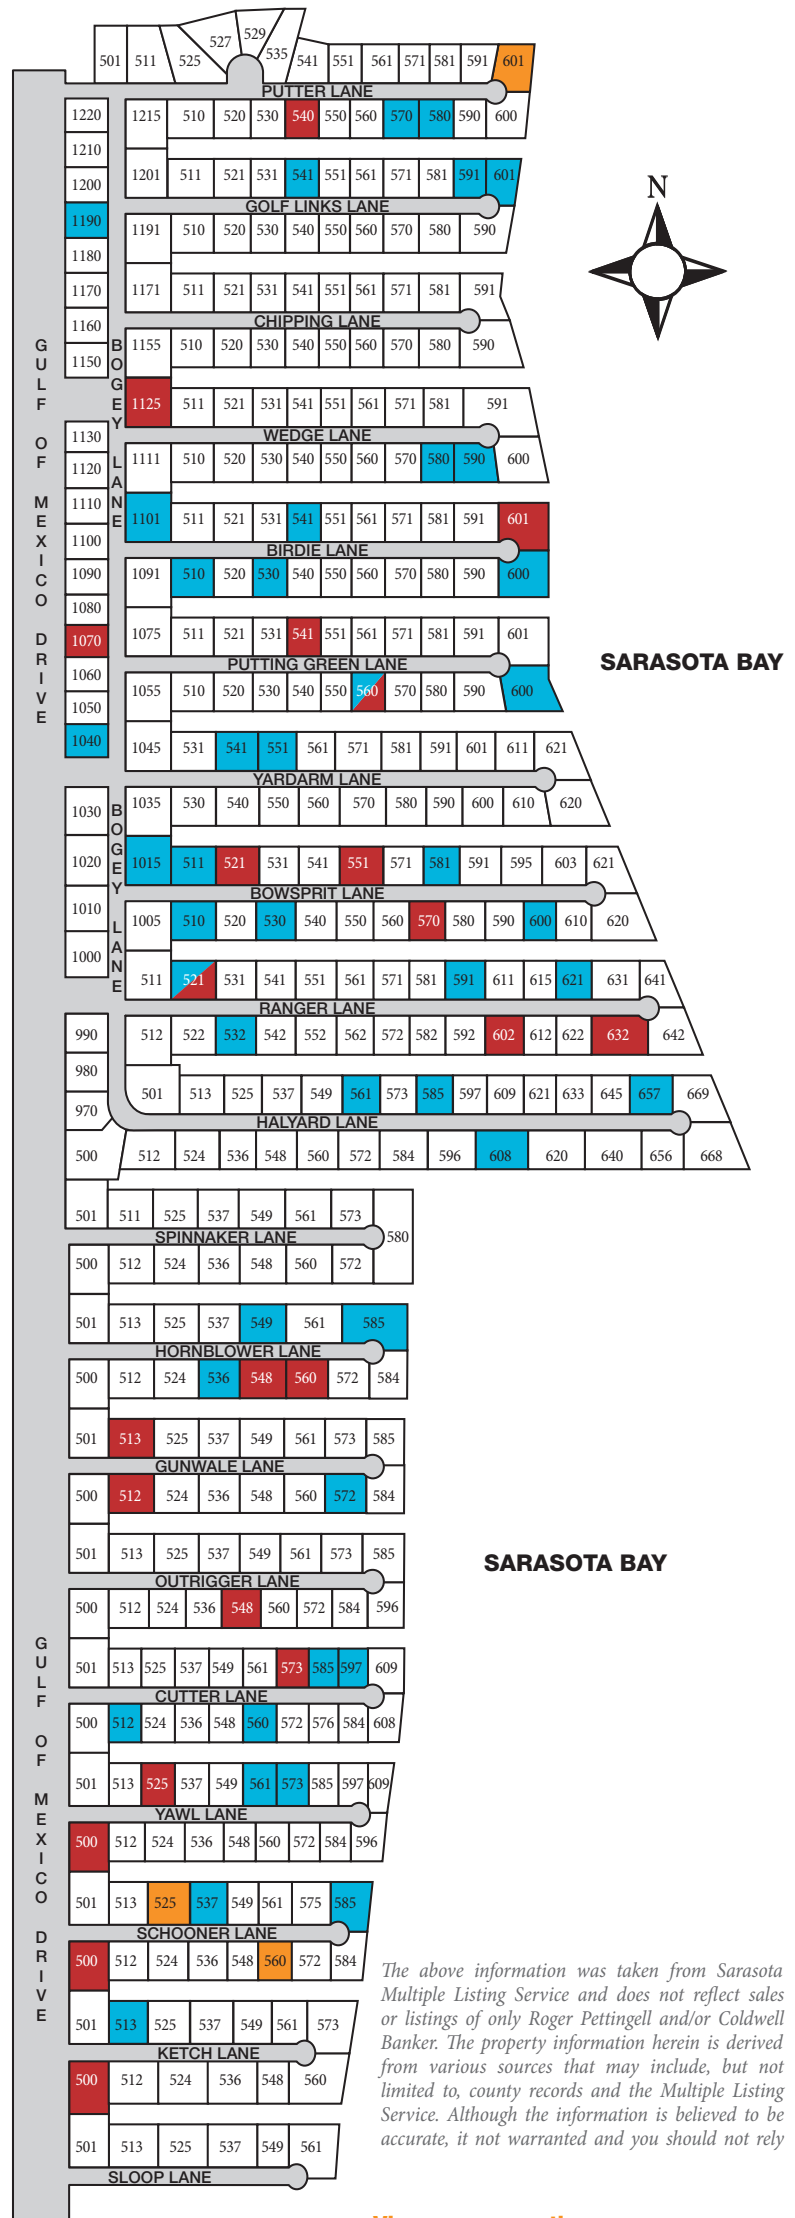 501 511 525 527 529 535 541 551 561 571 581 591 601
PUTTER LANE
1220 1215 510 520 530 540 550 560 570 580 590 600
1210
1200 1201 511 521 531 541 551 561 571 581 591 601
GOLF LINKS LANE
1190 1191 510 520 530 540 550 560 570 580 590
1180
1170 1171 511 521 531 541 551 561 571 581 591
CHIPPING LANE
1160
1150 1155 510 520 530 540 550 560 570 580 590
1125 511 521 531 541 551 561 571 581 591
WEDGE LANE
1130
1120 1111 510 520 530 540 550 560 570 580 590 600
1110
1100 1101 511 521 531 541 551 561 571 581 591 601
BIRDIE LANE
1090 1091 510 520 530 540 550 560 570 580 590 600
1080
1070 1075 511 521 531 541 551 561 571 581 591 601
PUTTING GREEN LANE
1060
1050 1055 510 520 530 540 550 560 570 580 590 600
1040 1045 531 541 551 561 571 581 591 601 611 621
YARDARM LANE
1030 1035 530 540 550 560 570 580 590 600 610 620
1020 1015 511 521 531 541 551 571 581 591 595 603 621
BOWSPRIT LANE
1010 1005 510 520 530 540 550 560 570 580 590 600 610 620
1000 511 521 531 541 551 561 571 581 591 611 615 621 631 641
RANGER LANE
990 512 522 532 542 552 562 572 582 592 602 612 622 632 642
980
970 501 513 525 537 549 561 573 585 597 609 621 633 645 657 669
HALYARD LANE
500 512 524 536 548 560 572 584 596 608 620 640 656 668
BOGEY LANE
BOGEY LANE
GULF OF MEXICO DRIVE
N
SARASOTA BAY
501 511 525 537 549 561 573 580
SPINNAKER LANE
500 512 524 536 548 560 572
501 513 525 537 549 561 585
HORNBLOWER LANE
500 512 524 536 548 560 572 584
501 513 525 537 549 561 573 585
GUNWALE LANE
500 512 524 536 548 560 572 584
501 513 525 537 549 561 573 585
OUTRIGGER LANE
500 512 524 536 548 560 572 584 596
SARASOTA BAY
501 513 525 537 549 561 573 585 597 609
CUTTER LANE
500 512 524 536 548 560 572 576 584 608
501 513 525 537 549 561 573 585 597 609
YAWL LANE
500 512 524 536 548 560 572 584 596
501 513 525 537 549 561 575 585
SCHOONER LANE
500 512 524 536 548 560 572 584
501 513 525 537 549 561 573
KETCH LANE
500 512 524 536 548 560
501 513 525 537 549 561
SLOOP LANE
GULF OF MEXICO DRIVE
The above information was taken from Sarasota
Multiple Listing Service and does not reflect sales
or listings of only Roger Pettingell and/or Coldwell
Banker. The property information herein is derived
from various sources that may include, but not
limited to, county records and the Multiple Listing
Service. Although the information is believed to be
accurate, it not warranted and you should not rely